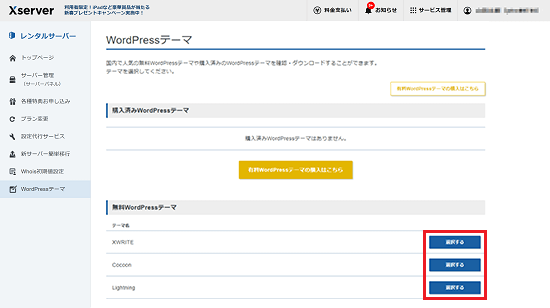 Xserver
利用者限定！iPadなど豪華賞品が当たる
新春プレゼントキャンペーン実施中！
料金支払い
お知らせ
サービス管理
レンタルサーバー
トップページ
サーバー管理
(サーバーパネル)
各種特典お申し込み
プラン変更
設定代行サービス
新サーバー簡単移行
Whois初期値設定
WordPressテーマ
WordPressテーマ
国内で人気の無料WordPressテーマや購入済みのWordPressテーマを確認・ダウンロードすることができます。
テーマを選択してください。
有料WordPressテーマの購入はこちら
購入済みWordPressテーマ
購入済みWordPressテーマはありません。
有料WordPressテーマの購入はこちら
無料WordPressテーマ
テーマ名
XWRITE
選択する
Cocoon
選択する
Lightning
選択する